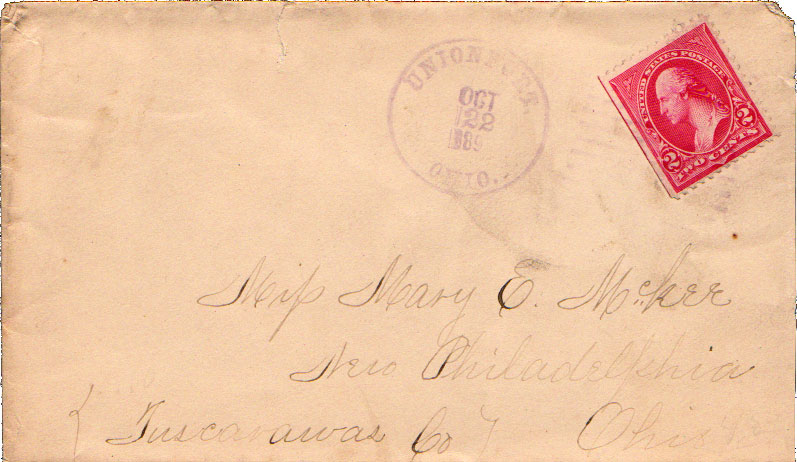 UNIONPORT.
OCT
22
1889
OHIO.
UNITED STATES POSTAGE
2 2
TWO CENTS
Miss Mary E. McKee
New Philadelphia
{ Tuscarawas Co } Ohio